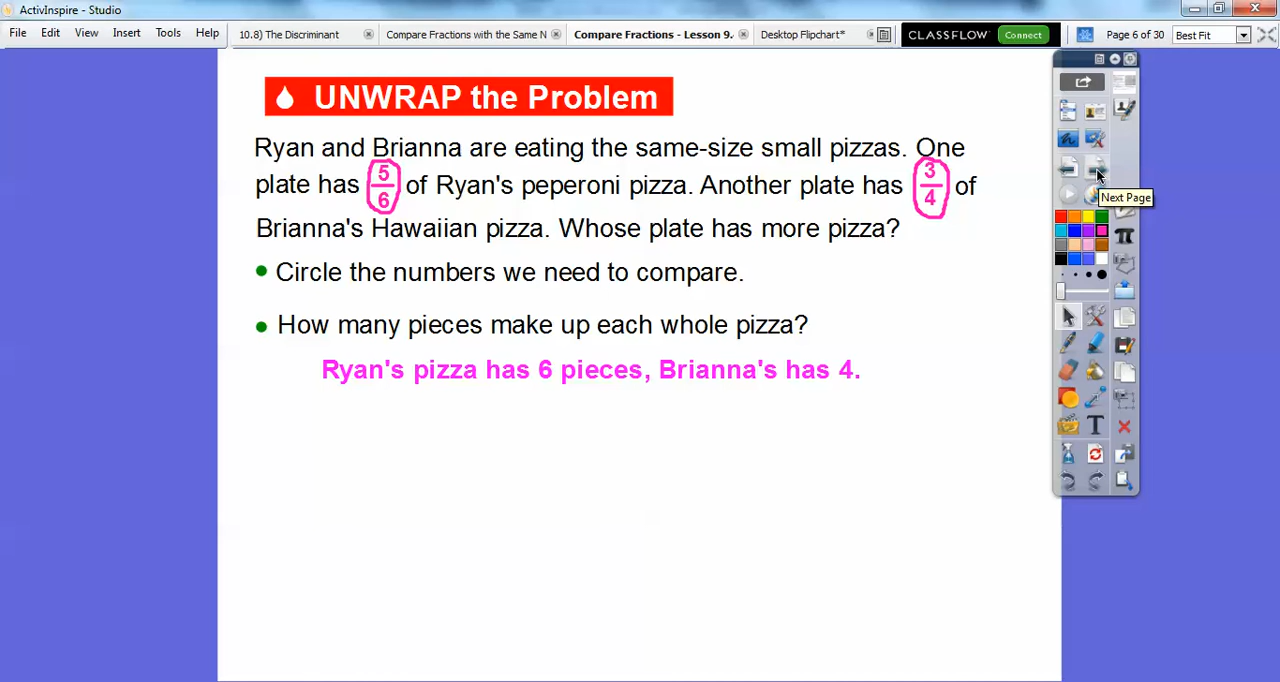 ActivInspire - Studio
File Edit View Insert Tools Help 10.8) The Discriminant Compare Fractions with the Same N Compare Fractions - Lesson 9. Desktop Flipchart* CLASSFLOW Connect Page 6 of 30 Best Fit
UNWRAP the Problem
Ryan and Brianna are eating the same-size small pizzas. One
plate has 5/6 of Ryan's peperoni pizza. Another plate has 3/4 of
Next Page
Brianna's Hawaiian pizza. Whose plate has more pizza?
• Circle the numbers we need to compare.
• How many pieces make up each whole pizza?
Ryan's pizza has 6 pieces, Brianna's has 4.